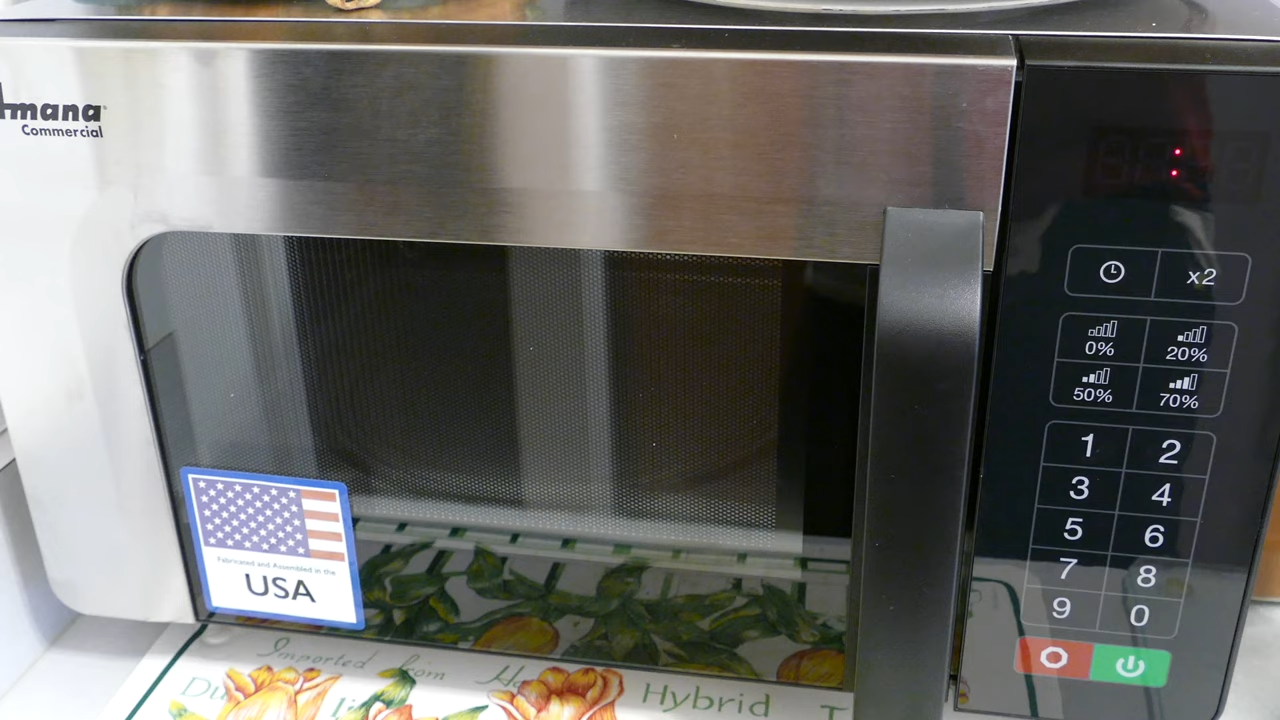 Amana
Commercial
:
x2
0%
20%
50%
70%
1
2
3
4
5
6
7
8
9
0
Fabricated and Assembled in the
USA
Imported from
Hybrid